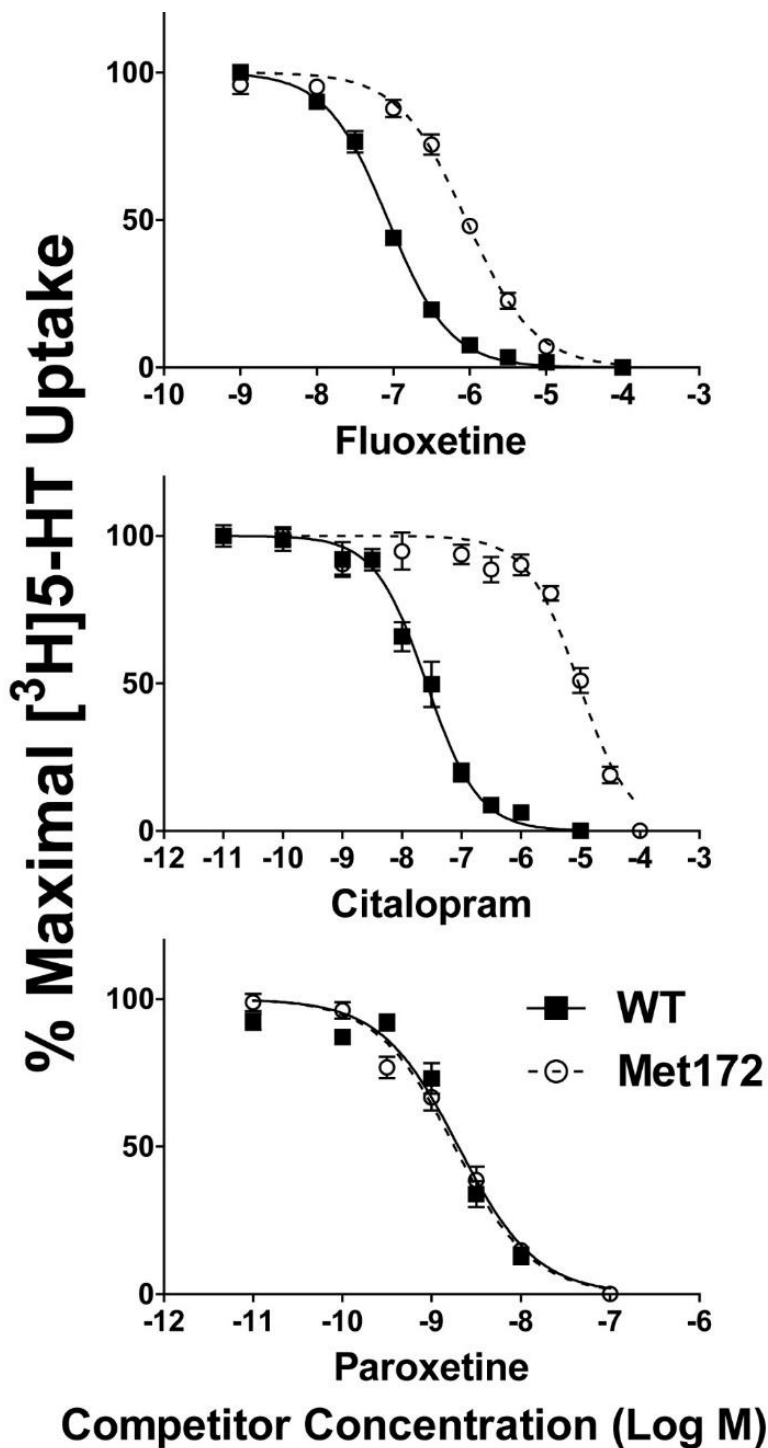 % Maximal [³H]5-HT Uptake
100
50
0
-10 -9 -8 -7 -6 -5 -4 -3
Fluoxetine
100
50
0
-12 -11 -10 -9 -8 -7 -6 -5 -4 -3
Citalopram
100
50
0
-12 -11 -10 -9 -8 -7 -6
Paroxetine
WT
Met172
Competitor Concentration (Log M)